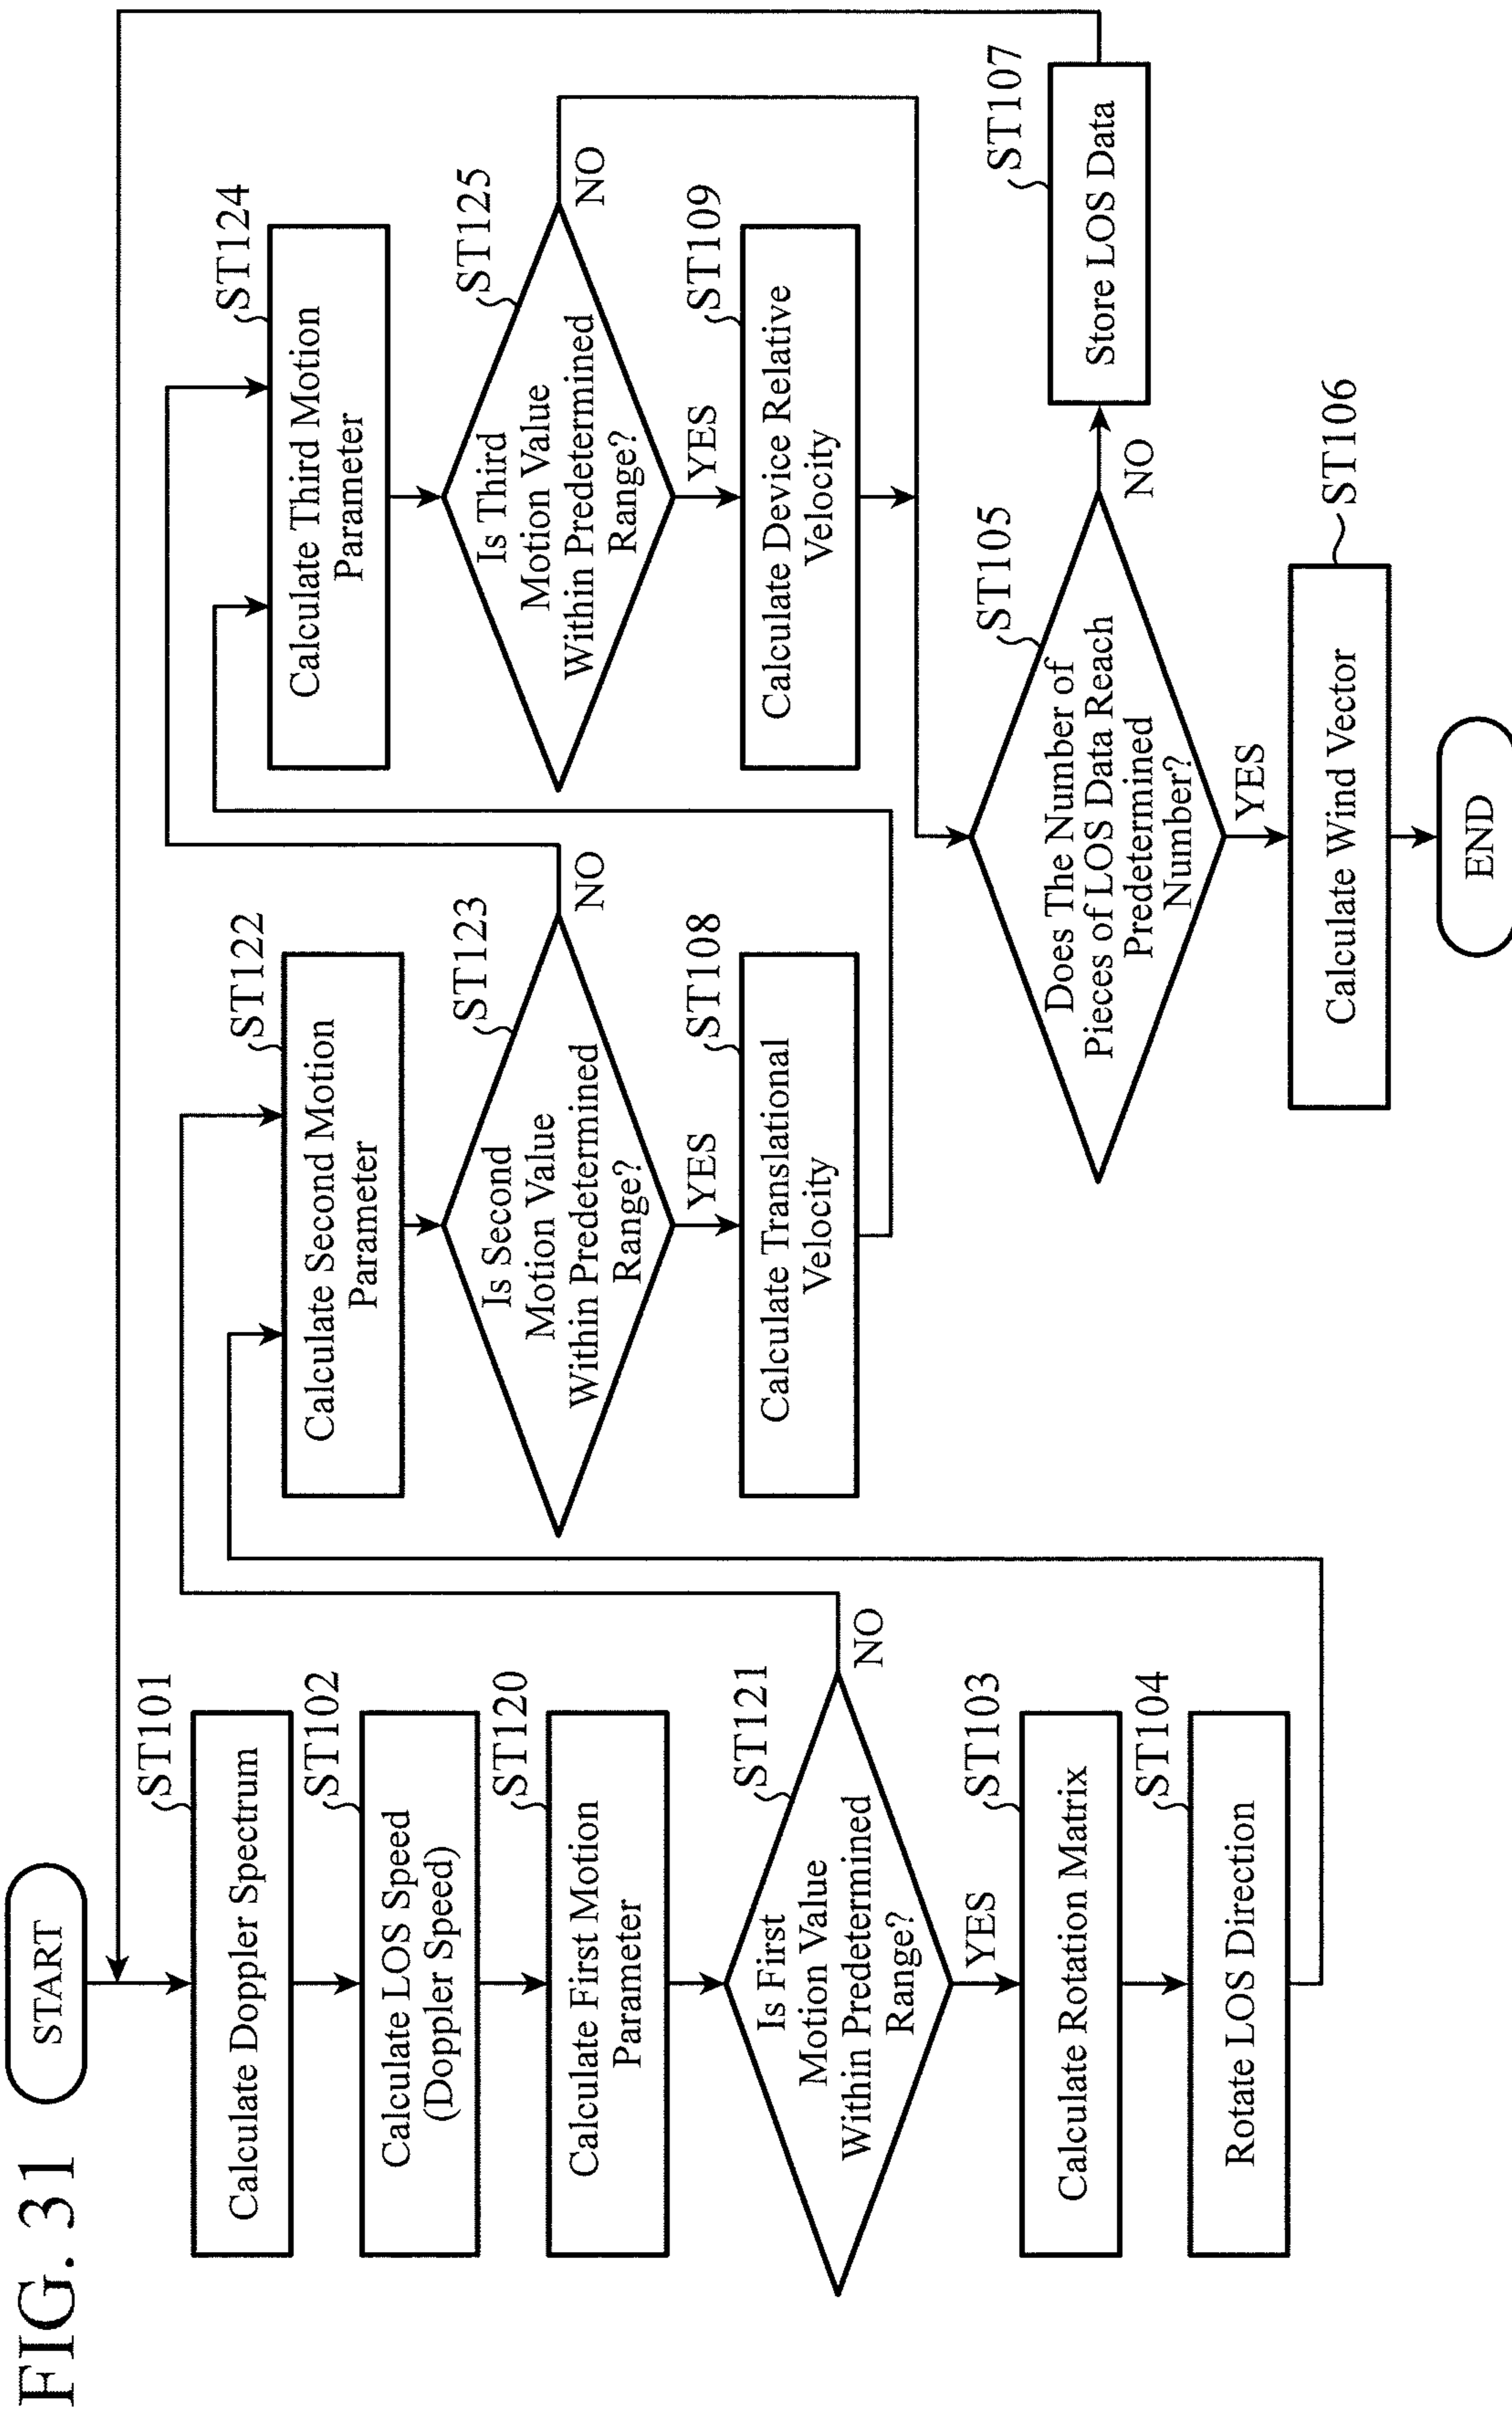 FIG. 31
START
ST101
Calculate Doppler Spectrum
ST102
Calculate LOS Speed
(Doppler Speed)
ST120
Calculate First Motion
Parameter
ST121
Is First
Motion Value
Within Predetermined
Range?
NO
YES
ST103
Calculate Rotation Matrix
ST104
Rotate LOS Direction
ST122
Calculate Second Motion
Parameter
ST123
Is Second
Motion Value
Within Predetermined
Range?
NO
YES
ST108
Calculate Translational
Velocity
ST124
Calculate Third Motion
Parameter
ST125
Is Third
Motion Value
Within Predetermined
Range?
NO
YES
ST109
Calculate Device Relative
Velocity
ST105
Does The Number of
Pieces of LOS Data Reach
Predetermined
Number?
NO
ST107
Store LOS Data
YES
ST106
Calculate Wind Vector
END